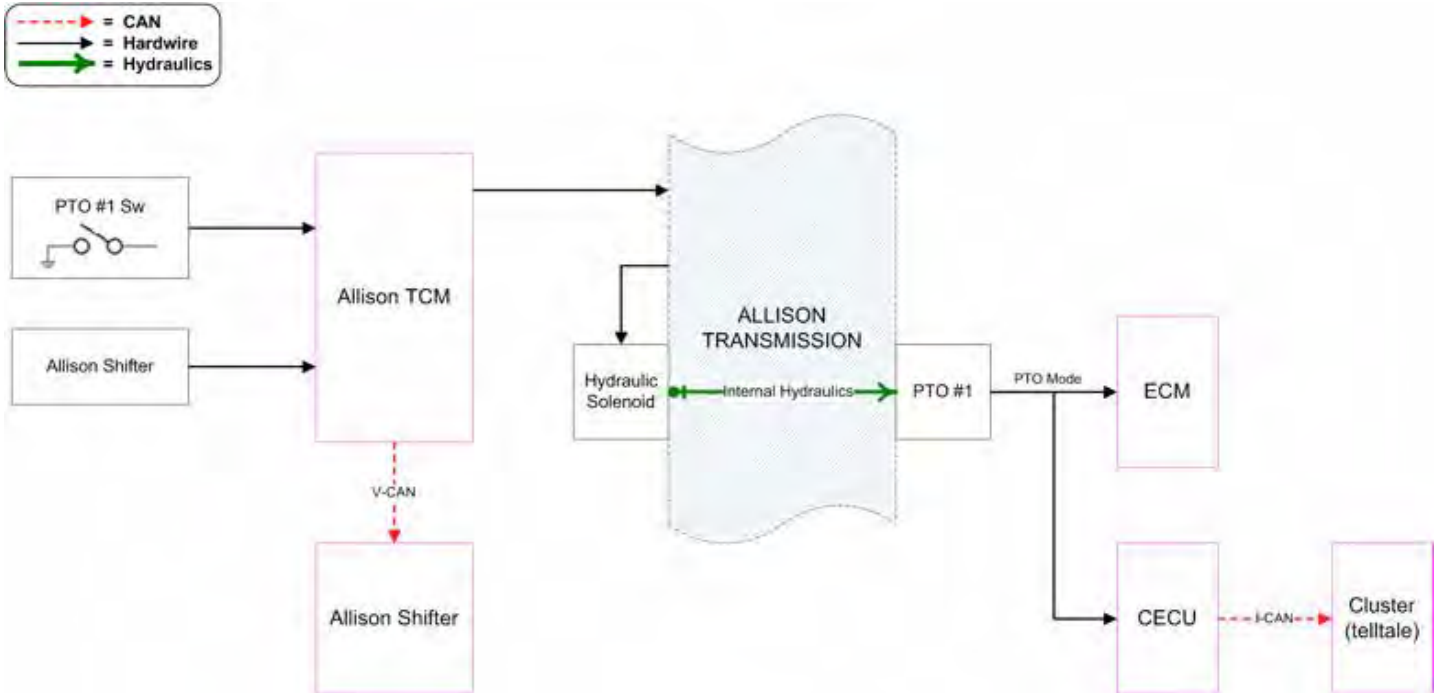 = CAN
= Hardwire
= Hydraulics
PTO #1 Sw
Allison TCM
Allison Shifter
ALLISON
TRANSMISSION
Hydraulic
Solenoid
Internal Hydraulics
PTO #1
PTO Mode
ECM
V-CAN
Allison Shifter
CECU
I-CAN
Cluster
(telltale)